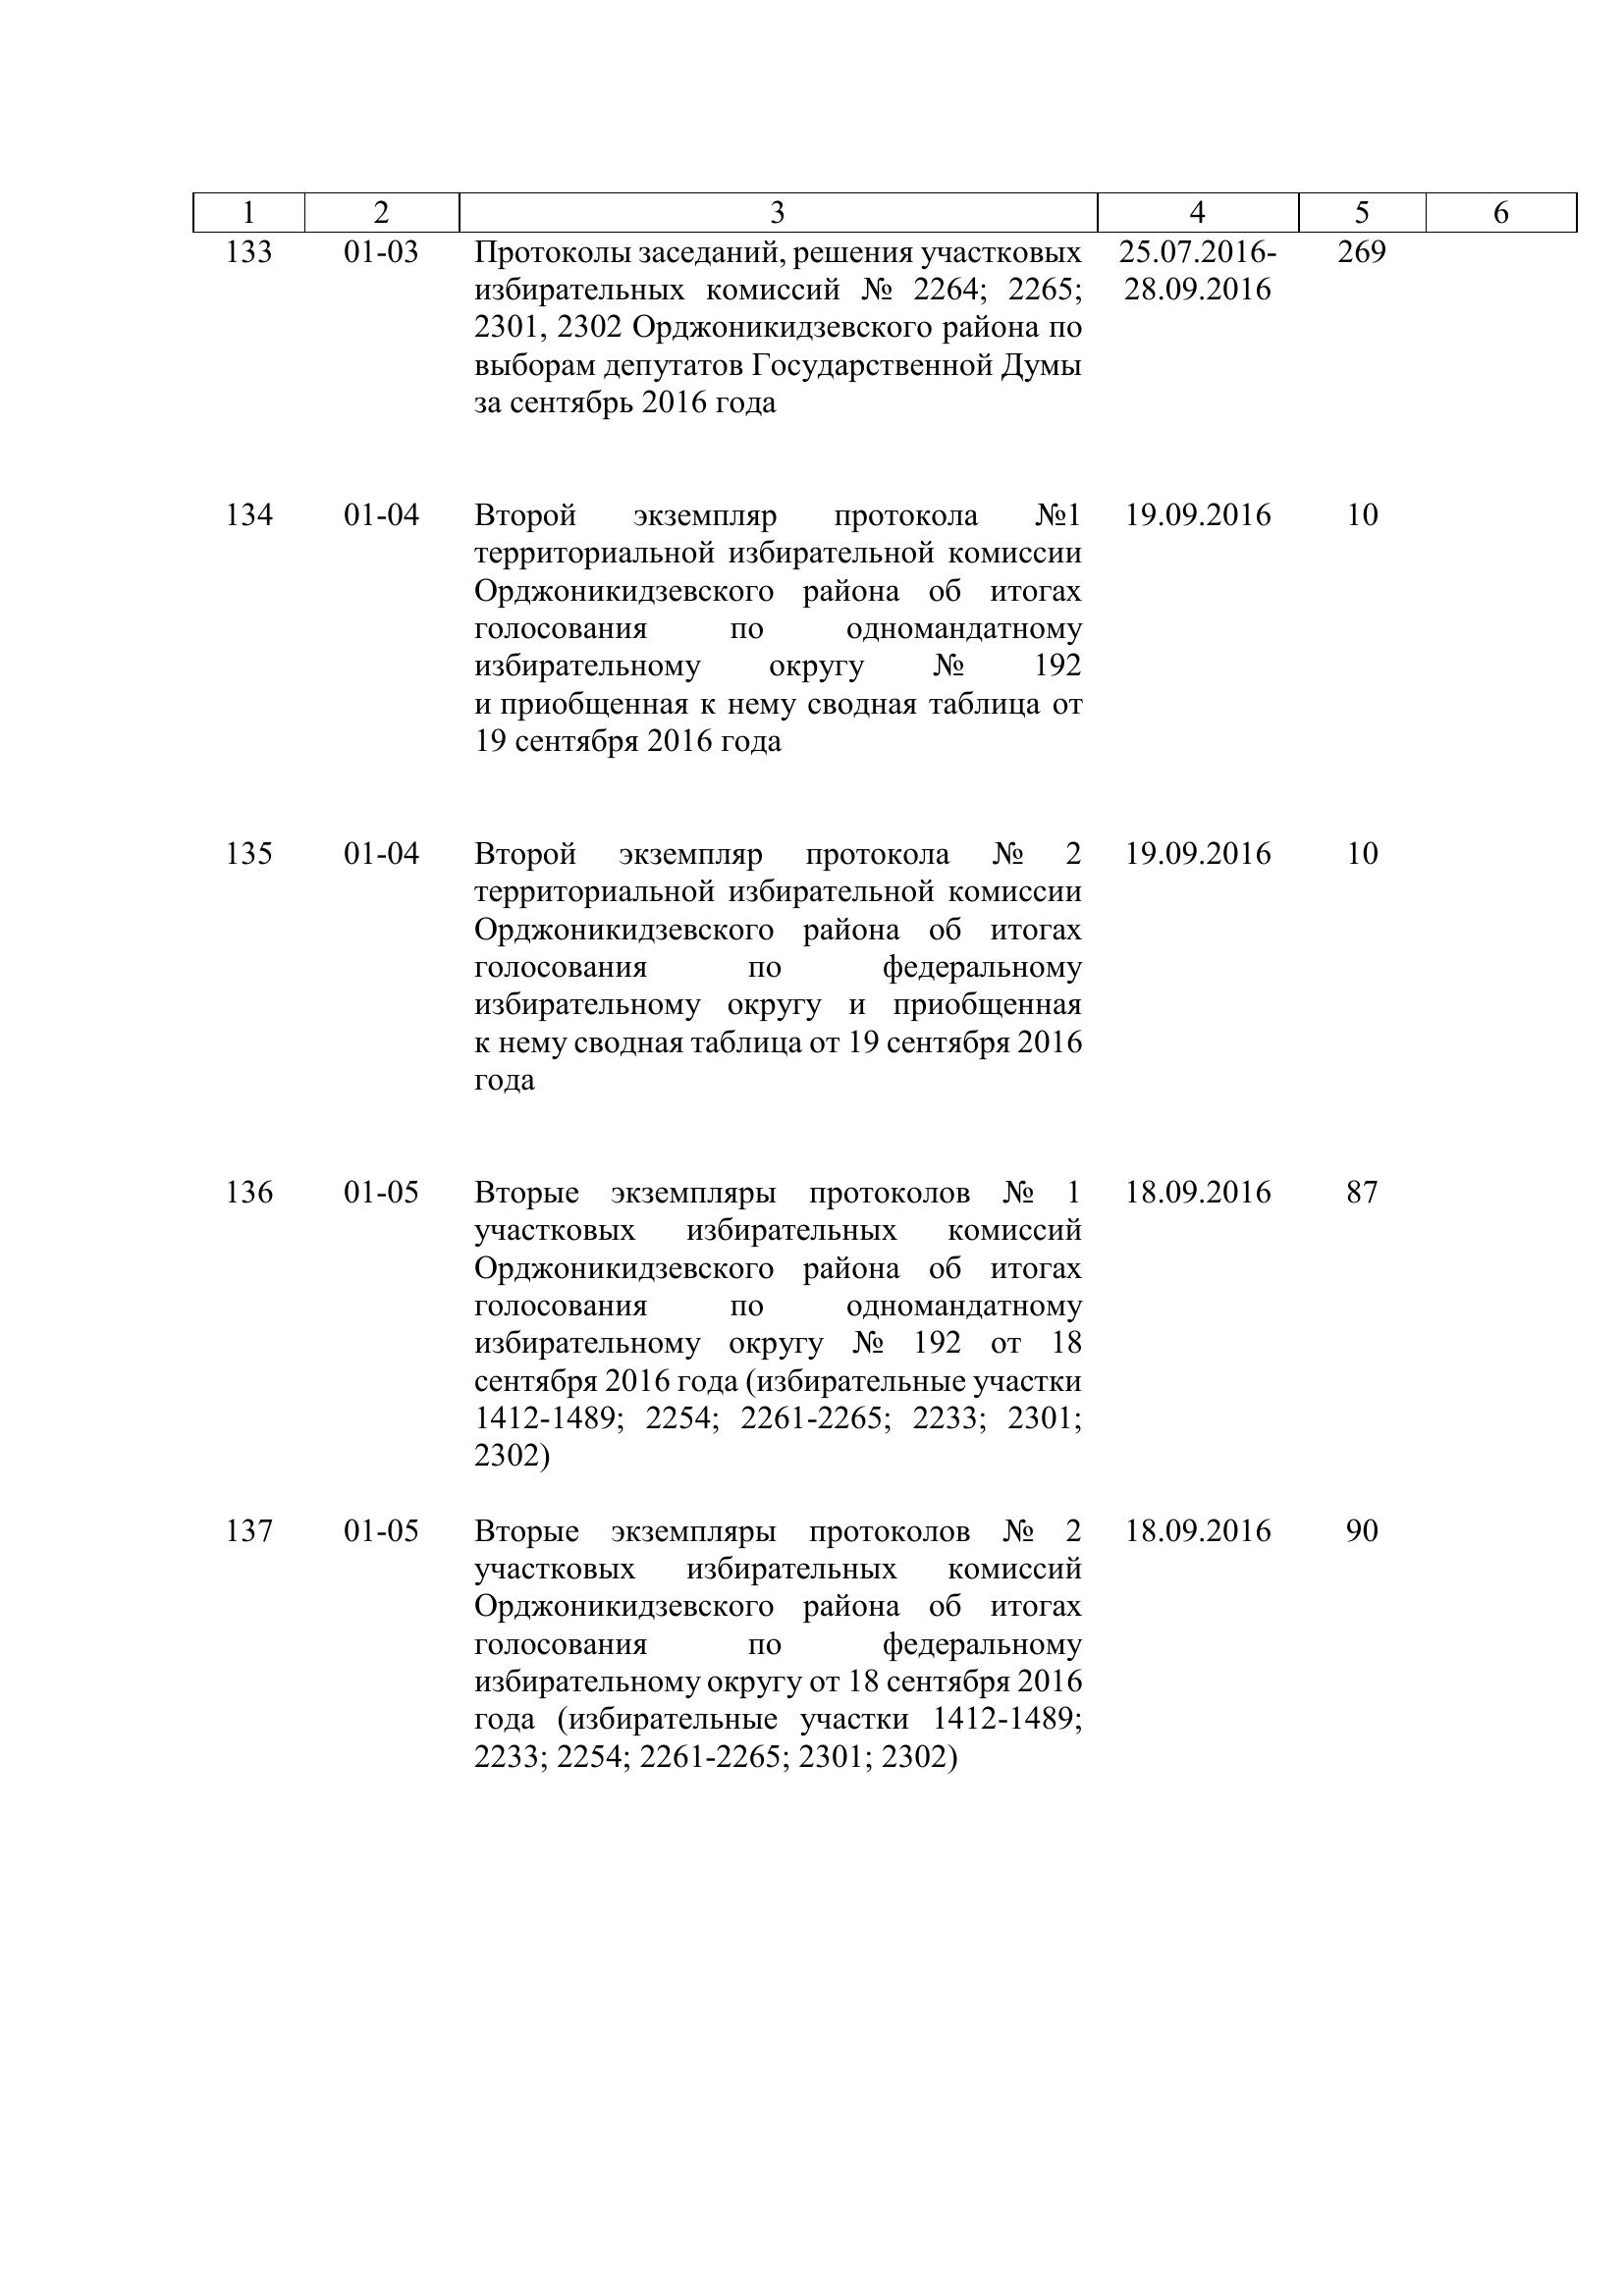 1 2 3 4 5 6
133 01-03 Протоколы заседаний, решения участковых 25.07.2016- 269
избирательных комиссий № 2264; 2265; 28.09.2016
2301, 2302 Орджоникидзевского района по
выборам депутатов Государственной Думы
за сентябрь 2016 года
134 01-04 Второй экземпляр протокола №1 19.09.2016 10
территориальной избирательной комиссии
Орджоникидзевского района об итогах
голосования по одномандатному
избирательному округу № 192
и приобщенная к нему сводная таблица от
19 сентября 2016 года
135 01-04 Второй экземпляр протокола № 2 19.09.2016 10
территориальной избирательной комиссии
Орджоникидзевского района об итогах
голосования по федеральному
избирательному округу и приобщенная
к нему сводная таблица от 19 сентября 2016
года
136 01-05 Вторые экземпляры протоколов № 1 18.09.2016 87
участковых избирательных комиссий
Орджоникидзевского района об итогах
голосования по одномандатному
избирательному округу № 192 от 18
сентября 2016 года (избирательные участки
1412-1489; 2254; 2261-2265; 2233; 2301;
2302)
137 01-05 Вторые экземпляры протоколов № 2 18.09.2016 90
участковых избирательных комиссий
Орджоникидзевского района об итогах
голосования по федеральному
избирательному округу от 18 сентября 2016
года (избирательные участки 1412-1489;
2233; 2254; 2261-2265; 2301; 2302)